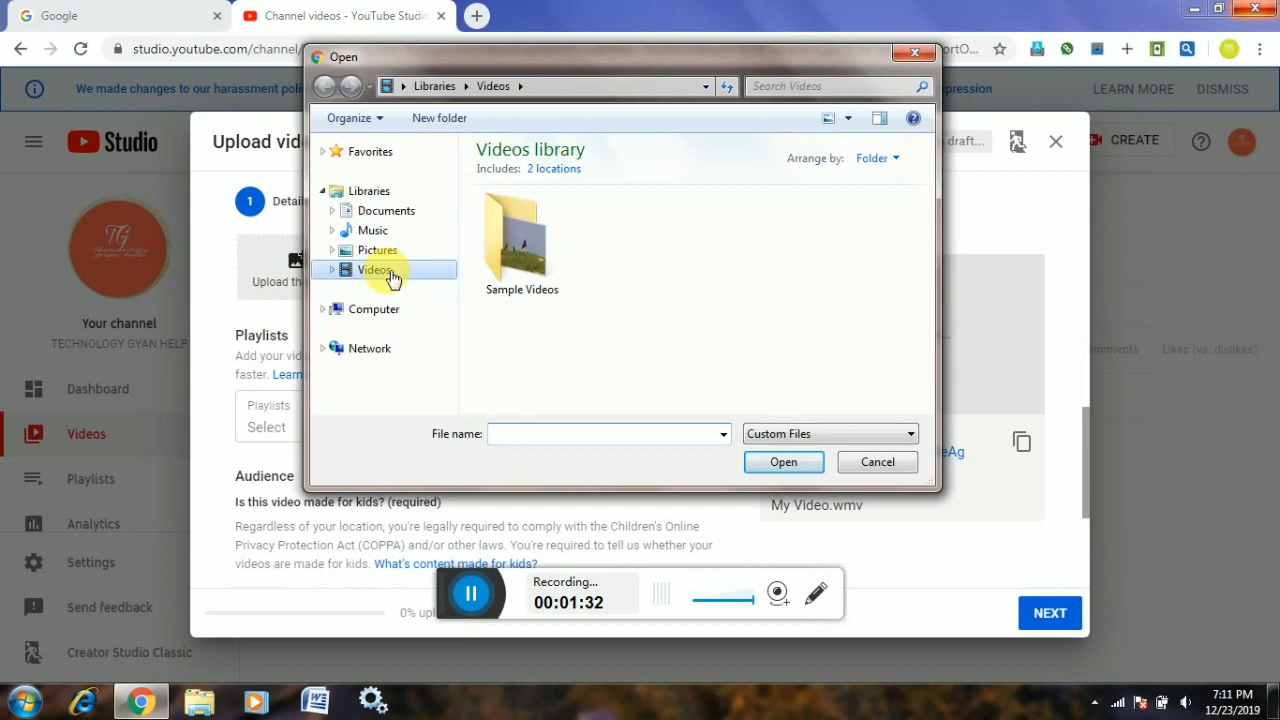 Google
Channel videos - YouTube Studio
studio.youtube.com/channel/
ortO...
Open
Libraries
Videos
Search Videos
We made changes to our harassment poli
xpression
LEARN MORE
DISMISS
Organize
New folder
Studio
Upload vid
draft...
CREATE
Favorites
Libraries
Documents
Music
Pictures
Videos
Computer
Network
Videos library
Includes: 2 locations
Arrange by: Folder
Sample Videos
File name:
Custom Files
Open
Cancel
1
Detai
Upload th
TG
Your channel
TECHNOLOGY GYAN HELP
Playlists
Add your vid
faster. Learn
Playlists
Select
Audience
Is this video made for kids? (required)
Regardless of your location, you're legally required to comply with the Children's Online
Privacy Protection Act (COPPA) and/or other laws. You're required to tell us whether your
videos are made for kids. What's content made for kids?
mments
Likes (vs. dislikes)
eAg
My Video.wmv
Dashboard
Videos
Playlists
Analytics
Settings
Send feedback
Creator Studio Classic
Recording...
00:01:32
0% upl
NEXT
7:11 PM
12/23/2019